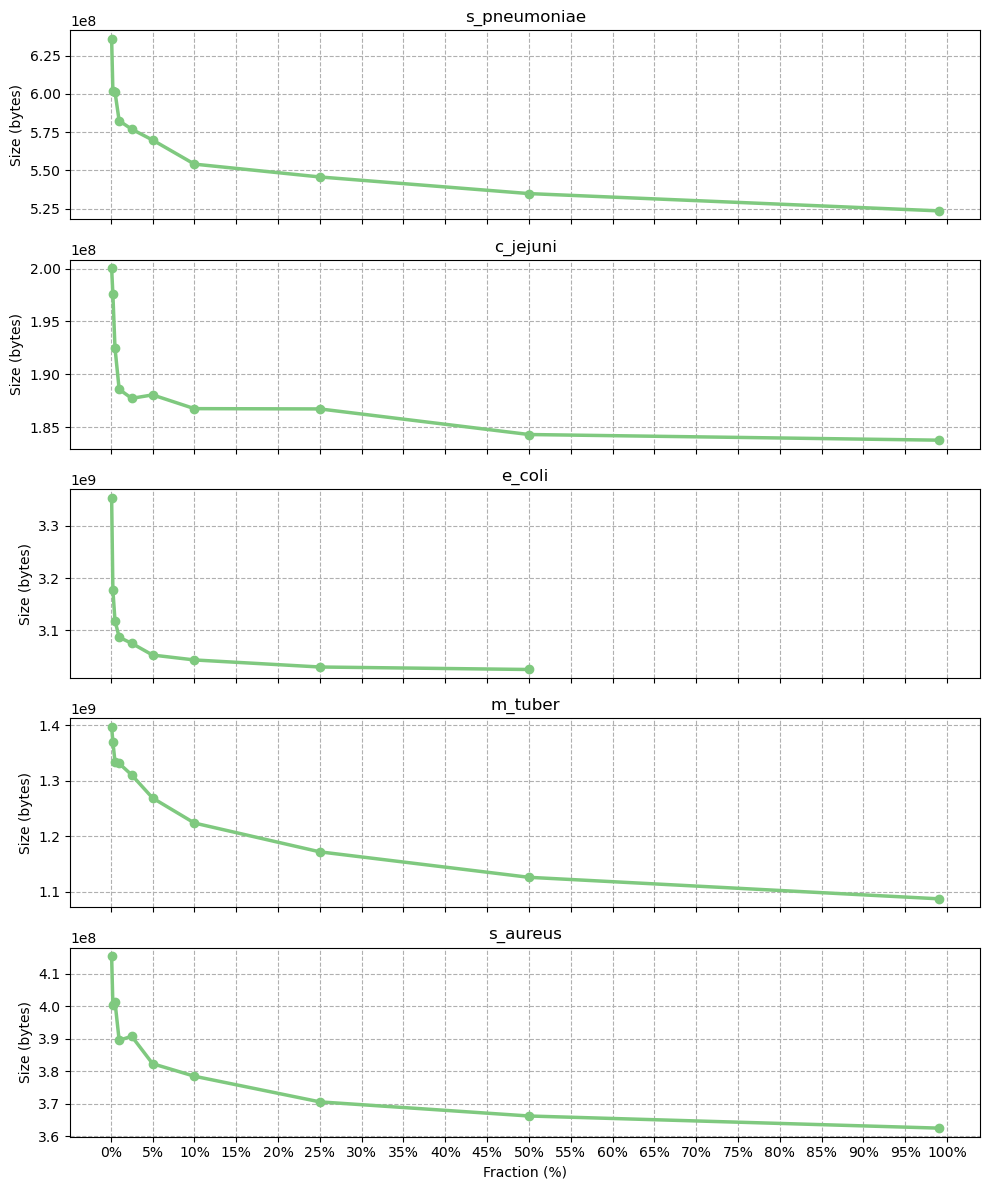 s_pneumoniae
1e8
6.25
6.00
5.75
5.50
5.25
Size (bytes)
c_jejuni
1e8
2.00
1.95
1.90
1.85
Size (bytes)
e_coli
1e9
3.3
3.2
3.1
Size (bytes)
m_tuber
1e9
1.4
1.3
1.2
1.1
Size (bytes)
s_aureus
1e8
4.1
4.0
3.9
3.8
3.7
3.6
Size (bytes)
0% 5% 10% 15% 20% 25% 30% 35% 40% 45% 50% 55% 60% 65% 70% 75% 80% 85% 90% 95% 100%
Fraction (%)